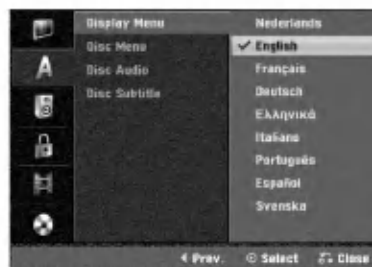 A
Display Menu
Disc Menu
Disc Audio
Disc Subtitle
Nederlands
✓ English
Français
Deutsch
Ελληνικά
Italiano
Português
Español
Svenska
Prev.
Select
Close